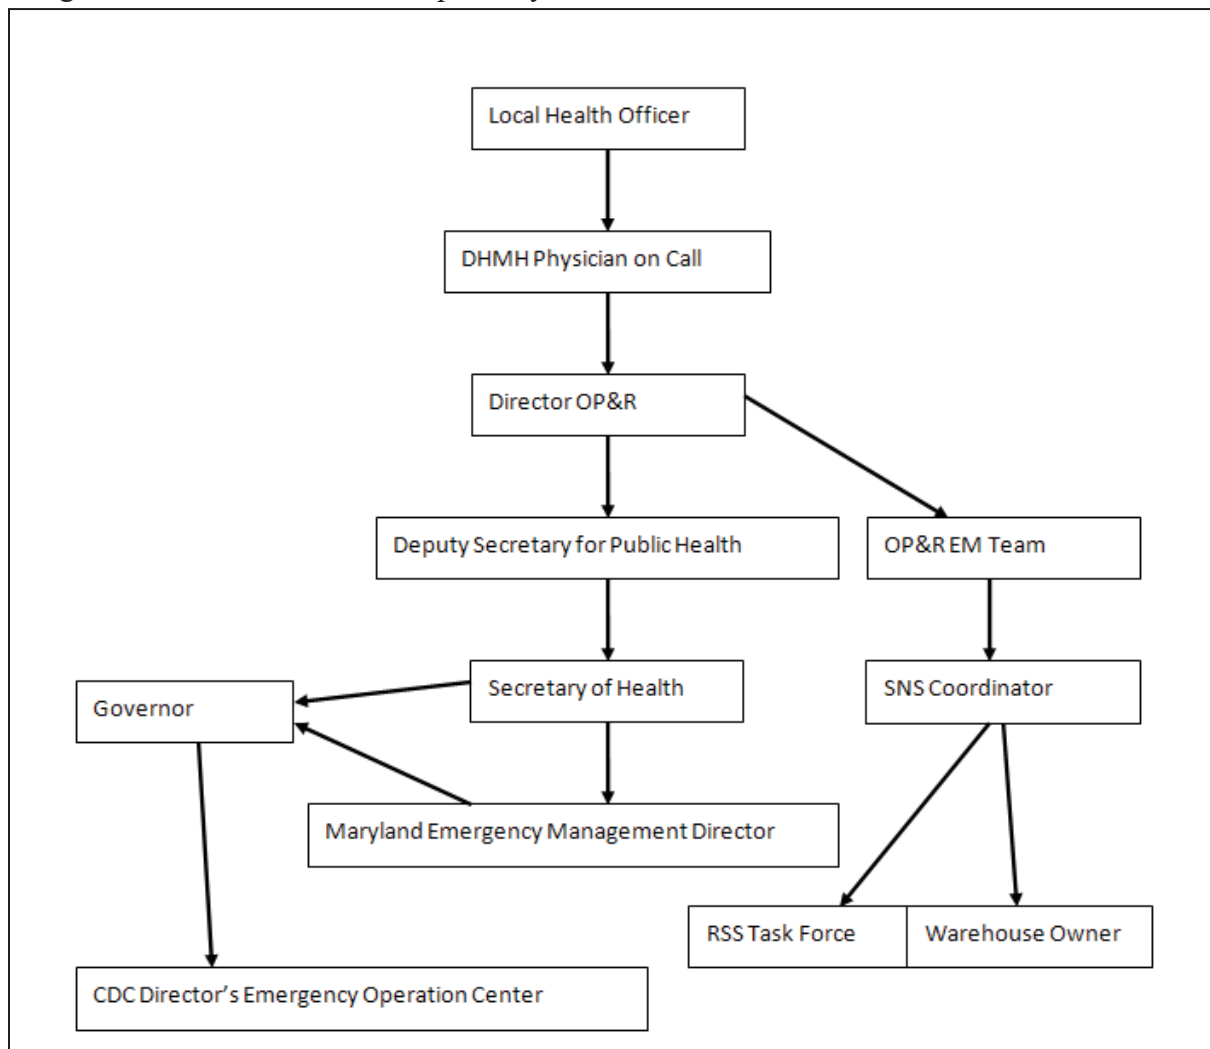 Local Health Officer
DHMH Physician on Call
Director OP&R
Deputy Secretary for Public Health
OP&R EM Team
Secretary of Health
SNS Coordinator
Governor
Maryland Emergency Management Director
RSS Task Force
Warehouse Owner
CDC Director's Emergency Operation Center